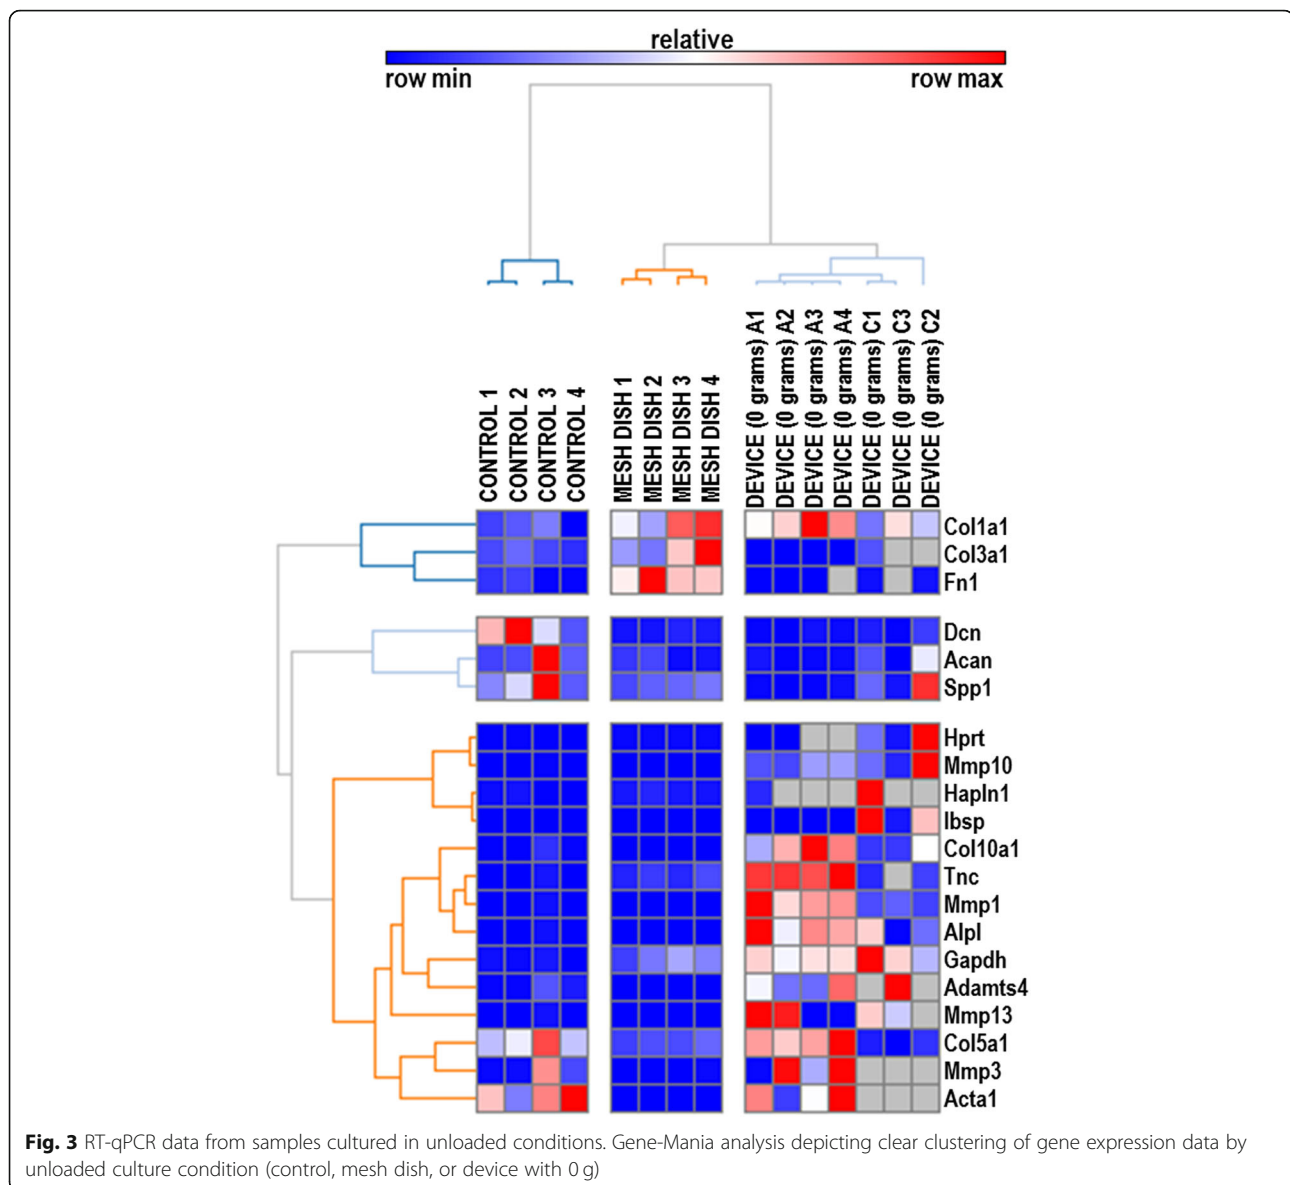 relative
row min
row max
CONTROL 1
CONTROL 2
CONTROL 3
CONTROL 4
MESH DISH 1
MESH DISH 2
MESH DISH 3
MESH DISH 4
DEVICE (0 grams) A1
DEVICE (0 grams) A2
DEVICE (0 grams) A3
DEVICE (0 grams) A4
DEVICE (0 grams) C1
DEVICE (0 grams) C3
DEVICE (0 grams) C2
Col1a1
Col3a1
Fn1
Dcn
Acan
Spp1
Hprt
Mmp10
Hapln1
Ibsp
Col10a1
Tnc
Mmp1
Alpl
Gapdh
Adamts4
Mmp13
Col5a1
Mmp3
Acta1
Fig. 3 RT-qPCR data from samples cultured in unloaded conditions. Gene-Mania analysis depicting clear clustering of gene expression data by
unloaded culture condition (control, mesh dish, or device with 0 g)